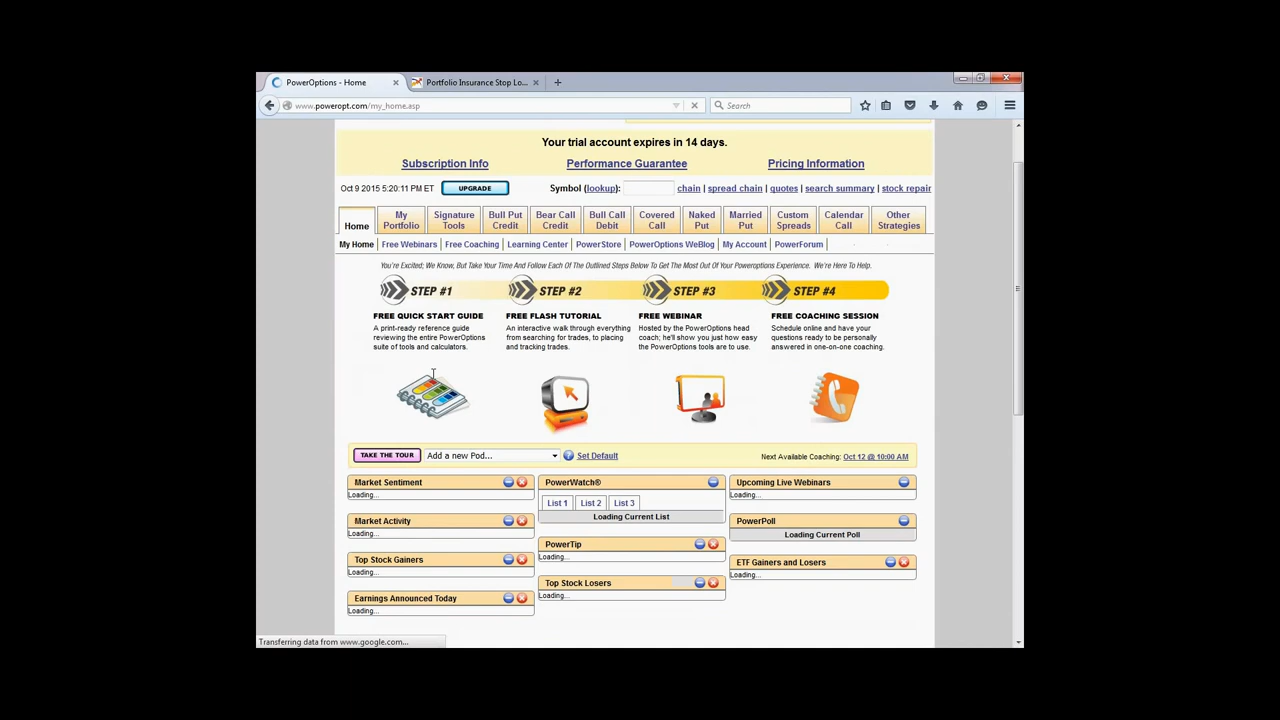 PowerOptions - Home
Portfolio Insurance Stop Lo...
www.poweropt.com/my_home.asp
Search
Your trial account expires in 14 days.
Subscription Info
Performance Guarantee
Pricing Information
Oct 9 2015 5:20:11 PM ET
UPGRADE
Symbol (lookup):
chain | spread chain | quotes | search summary | stock repair
Home
My Portfolio
Signature Tools
Bull Put Credit
Bear Call Credit
Bull Call Debit
Covered Call
Naked Put
Married Put
Custom Spreads
Calendar Call
Other Strategies
My Home | Free Webinars | Free Coaching | Learning Center | PowerStore | PowerOptions WeBlog | My Account | PowerForum |
You're Excited; We Know, But Take Your Time And Follow Each Of The Outlined Steps Below To Get The Most Out Of Your Poweroptions Experience. We're Here To Help.
STEP #1
STEP #2
STEP #3
STEP #4
FREE QUICK START GUIDE
A print-ready reference guide
reviewing the entire PowerOptions
suite of tools and calculators.
FREE FLASH TUTORIAL
An interactive walk through everything
from searching for trades, to placing
and tracking trades.
FREE WEBINAR
Hosted by the PowerOptions head
coach; he'll show you just how easy
the PowerOptions tools are to use.
FREE COACHING SESSION
Schedule online and have your
questions ready to be personally
answered in one-on-one coaching.
TAKE THE TOUR
Add a new Pod...
Set Default
Next Available Coaching: Oct 12 @ 10:00 AM
Market Sentiment
Loading...
Market Activity
Loading...
Top Stock Gainers
Loading...
Earnings Announced Today
Loading...
PowerWatch®
List 1
List 2
List 3
Loading Current List
PowerTip
Loading...
Top Stock Losers
Loading...
Upcoming Live Webinars
Loading...
PowerPoll
Loading Current Poll
ETF Gainers and Losers
Loading...
Transferring data from www.google.com...